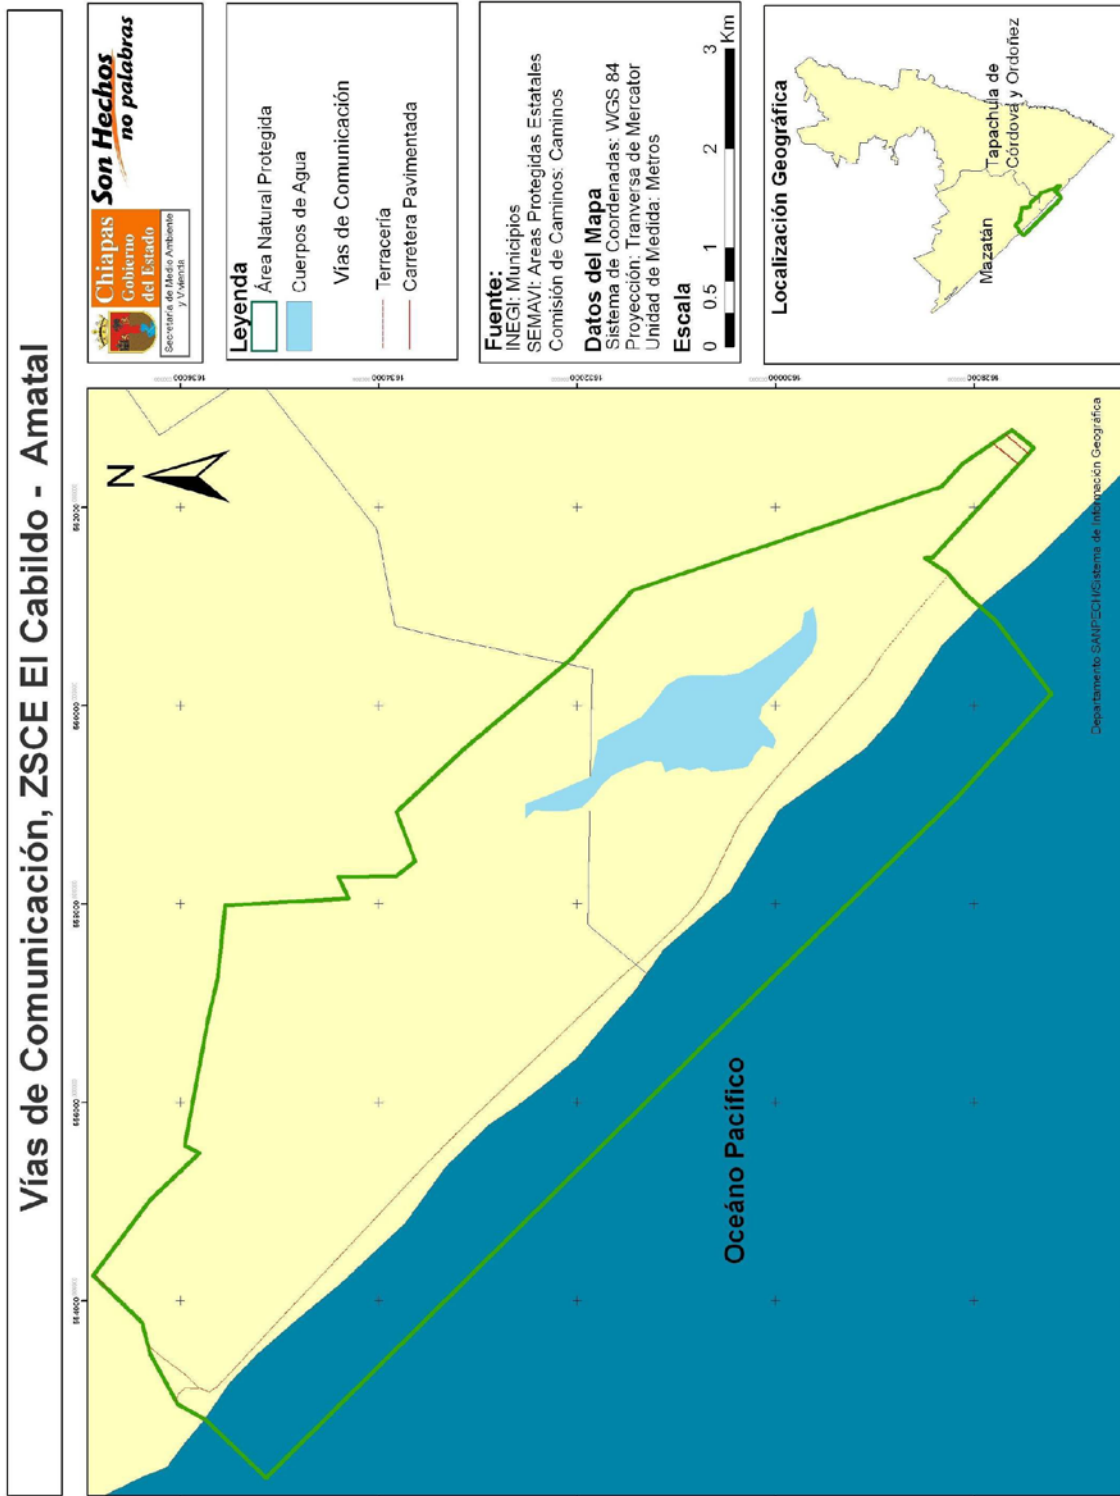 Vías de Comunicación, ZSCE El Cabildo - Amatal
Chiapas
Gobierno
del Estado
Secretaría de Medio Ambiente
y Vivienda
Son Hechos
no palabras
Leyenda
Área Natural Protegida
Cuerpos de Agua
Vías de Comunicación
Terracería
Carretera Pavimentada
Fuente:
INEGI: Municipios
SEMAVI: Areas Protegidas Estatales
Comisión de Caminos: Caminos
Datos del Mapa
Sistema de Coordenadas: WGS 84
Proyección: Tranversa de Mercator
Unidad de Medida: Metros
Escala
0 0.5 1 2 3 Km
Localización Geográfica
Mazatán
Tapachula de
Córdova y Ordoñez
N
Oceáno Pacífico
Departamento SANPECH/Sistema de Información Geográfica